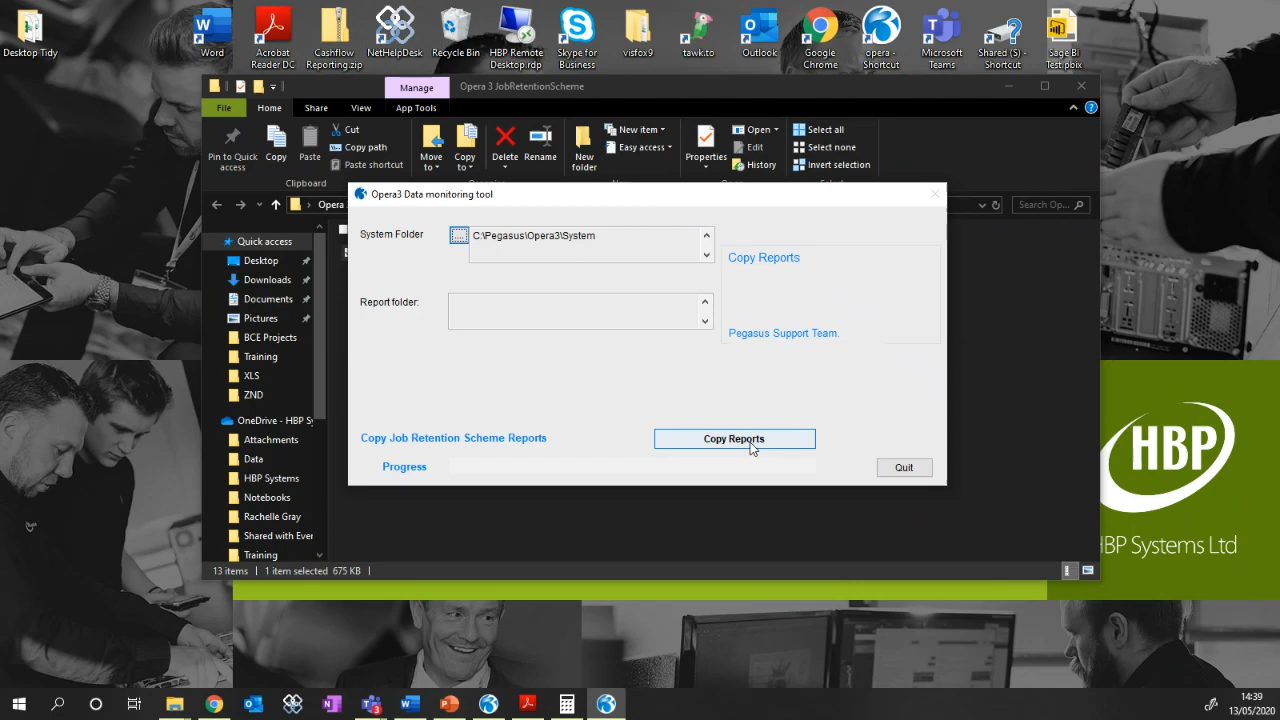 Desktop Tidy
Word
Acrobat
Reader DC
Cashflow
Reporting.zip
NetHelpDesk
Recycle Bin
HBP Remote
Desktop.rdp
Skype for
Business
visfox9
tawk.to
Outlook
Google
Chrome
opera -
Shortcut
Microsoft
Teams
Shared (S) -
Shortcut
Sage BI
Test.pbix
Manage
Opera 3 JobRetentionScheme
File
Home
Share
View
App Tools
Pin to Quick
access
Copy
Paste
Cut
Copy path
Paste shortcut
Clipboard
Move
to
Copy
to
Delete
Rename
New
folder
New item
Easy access
Properties
Open
Edit
History
Select all
Select none
Invert selection
Opera
Search Op...
Quick access
Desktop
Downloads
Documents
Pictures
BCE Projects
Training
XLS
ZND
OneDrive - HBP Sy
Attachments
Data
HBP Systems
Notebooks
Rachelle Gray
Shared with Ever
Training
13 items
1 item selected 675 KB
Opera3 Data monitoring tool
System Folder
...
C:\Pegasus\Opera3\System
Report folder:
Copy Reports
Pegasus Support Team.
Copy Job Retention Scheme Reports
Copy Reports
Progress
Quit
HBP
HBP Systems Ltd
14:39
13/05/2020